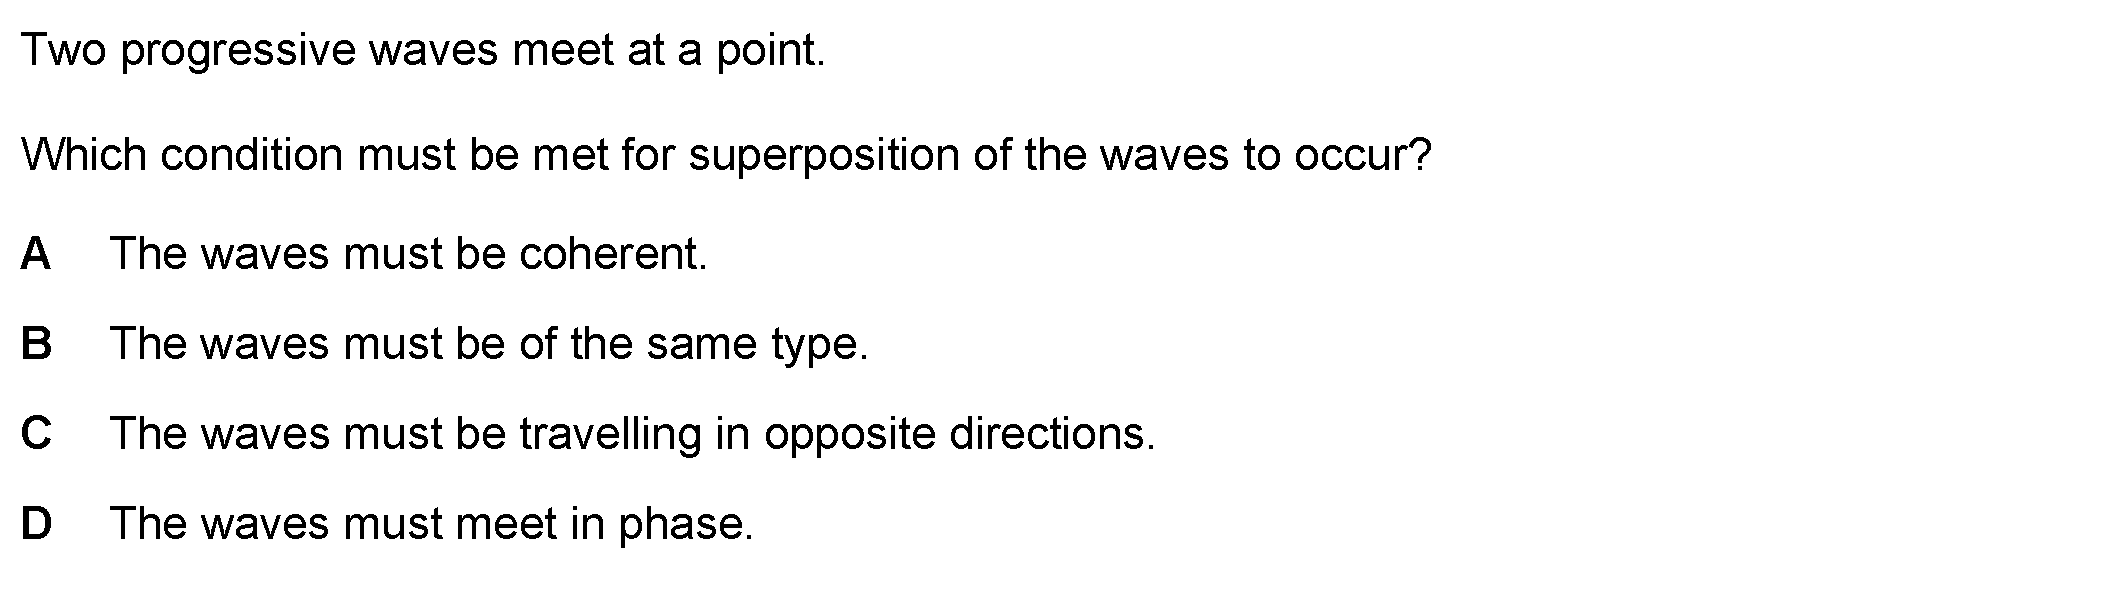 Two progressive waves meet at a point.
Which condition must be met for superposition of the waves to occur?
A The waves must be coherent.
B The waves must be of the same type.
C The waves must be travelling in opposite directions.
D The waves must meet in phase.